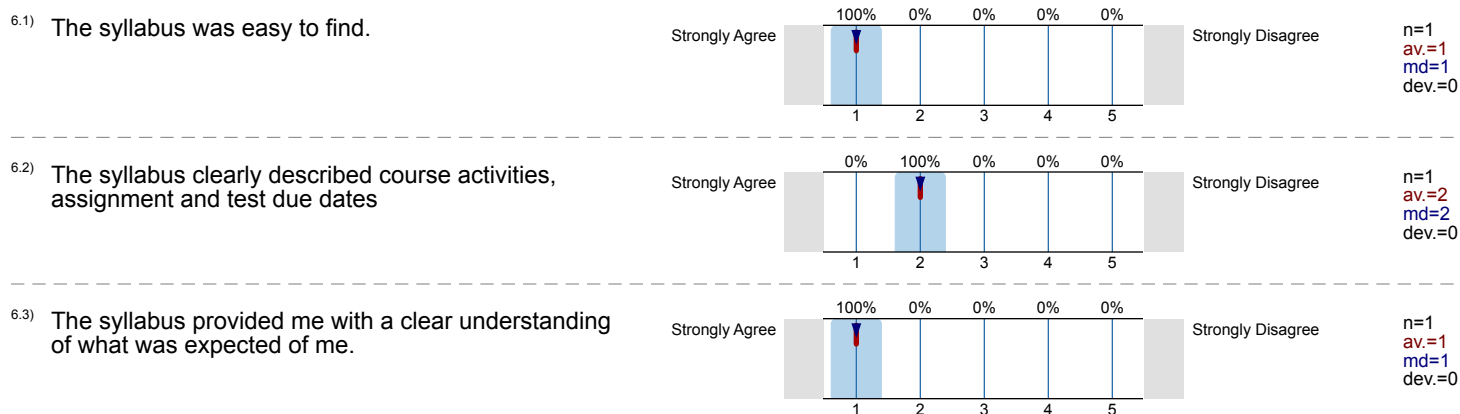 6.1) The syllabus was easy to find.
100% 0% 0% 0% 0%
Strongly Agree
Strongly Disagree
1 2 3 4 5
n=1
av.=1
md=1
dev.=0
6.2) The syllabus clearly described course activities,
assignment and test due dates
0% 100% 0% 0% 0%
Strongly Agree
Strongly Disagree
1 2 3 4 5
n=1
av.=2
md=2
dev.=0
6.3) The syllabus provided me with a clear understanding
of what was expected of me.
100% 0% 0% 0% 0%
Strongly Agree
Strongly Disagree
1 2 3 4 5
n=1
av.=1
md=1
dev.=0